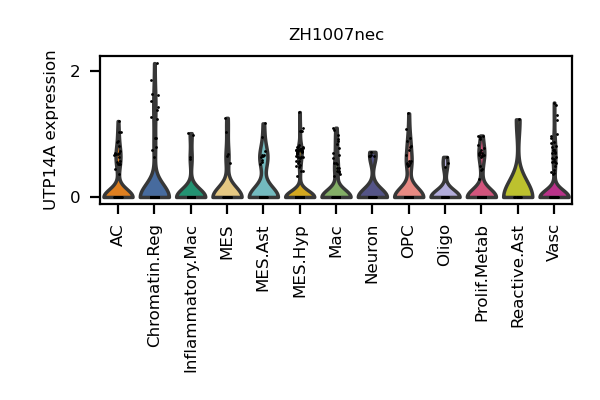 ZH1007nec
UTP14A expression
2
0
AC
Chromatin.Reg
Inflammatory.Mac
MES
MES.Ast
MES.Hyp
Mac
Neuron
OPC
Oligo
Prolif.Metab
Reactive.Ast
Vasc